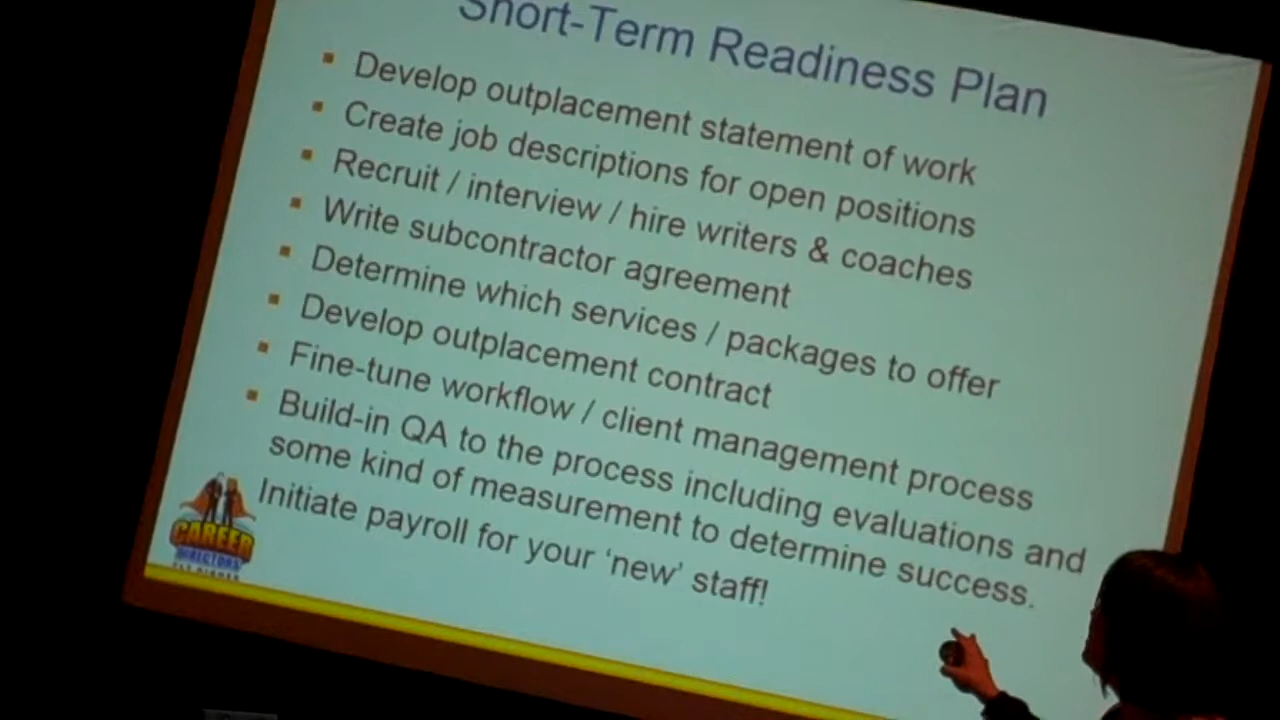 Short-Term Readiness Plan
Develop outplacement statement of work
Create job descriptions for open positions
Recruit / interview / hire writers & coaches
Write subcontractor agreement
Determine which services / packages to offer
Develop outplacement contract
Fine-tune workflow / client management process
Build-in QA to the process including evaluations and
some kind of measurement to determine success.
Initiate payroll for your ‘new’ staff!
CAREER
DIRECTORS